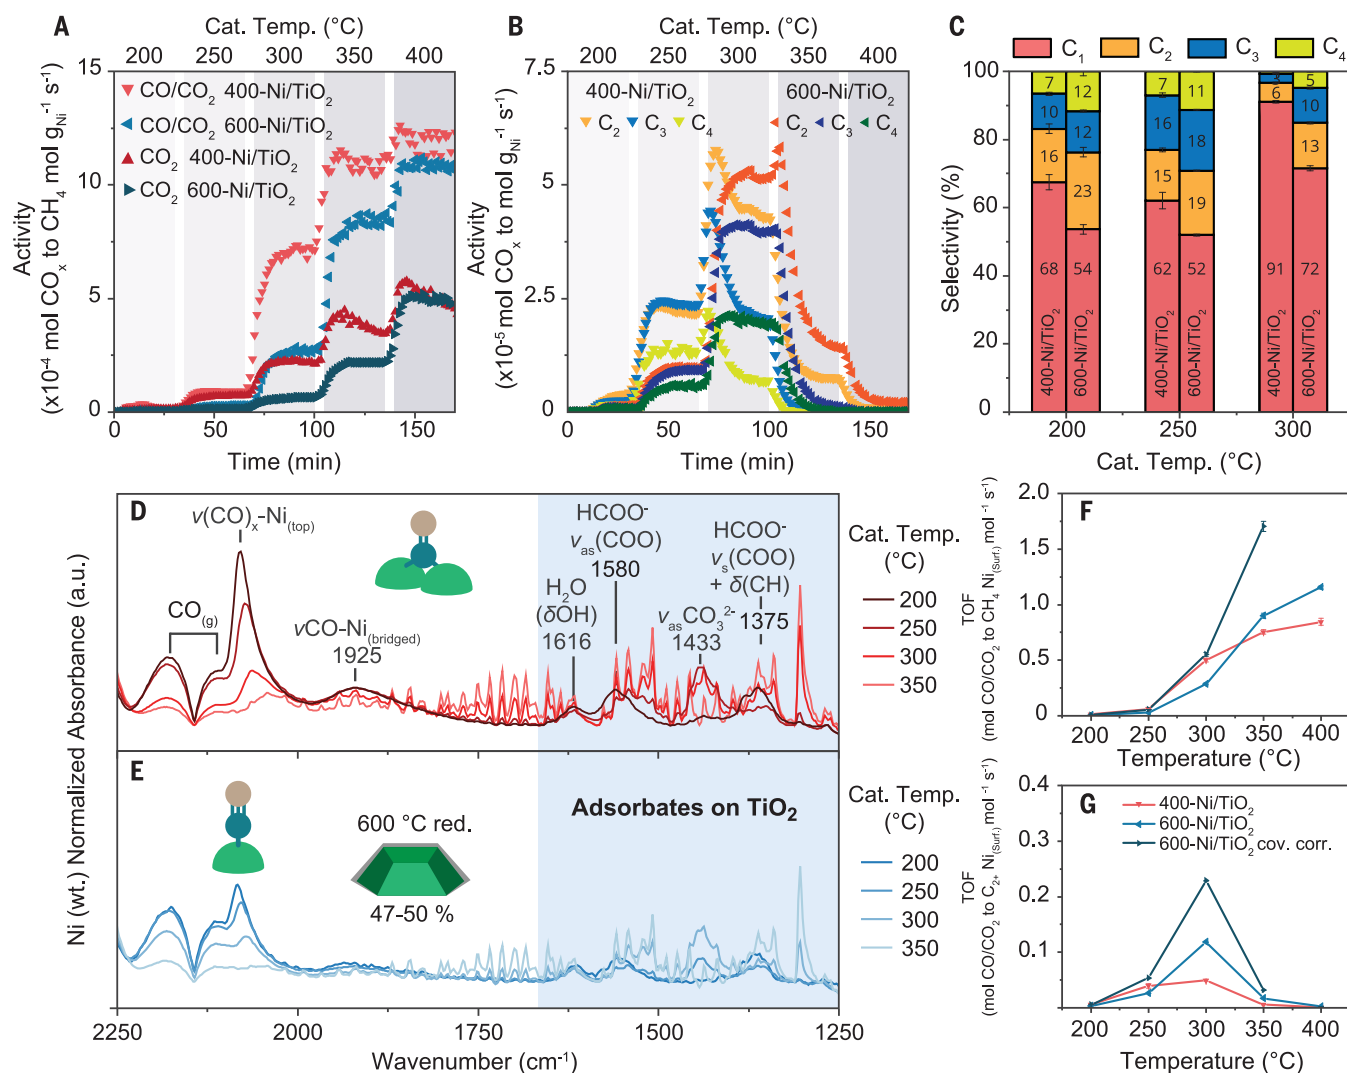 A
Cat. Temp. (°C)
200 250 300 350 400
15
10
5
0
Activity
(x10-4 mol COx to CH4 mol gNi-1 s-1)
CO/CO2 400-Ni/TiO2
CO/CO2 600-Ni/TiO2
CO2 400-Ni/TiO2
CO2 600-Ni/TiO2
0 50 100 150
Time (min)
B
Cat. Temp. (°C)
200 250 300 350 400
7.5
5
2.5
0
Activity
(x10-5 mol COx to mol gNi-1 s-1)
400-Ni/TiO2 600-Ni/TiO2
C2 C3 C4 C2 C3 C4
0 50 100 150
Time (min)
C
C1 C2 C3 C4
100
80
60
40
20
0
Selectivity (%)
7 12 7 11 3 5
10 12 16 18 6 10
16 23 15 19 13
68 54 62 52 91 72
400-Ni/TiO2 600-Ni/TiO2 400-Ni/TiO2 600-Ni/TiO2 400-Ni/TiO2 600-Ni/TiO2
200 250 300
Cat. Temp. (°C)
D
ν(CO)x-Ni(top)
CO(g)
νCO-Ni(bridged)
1925
H2O
(δOH)
1616
HCOO-
νas(COO)
1580
νasCO32-
1433
HCOO-
νs(COO)
+ δ(CH)
1375
Cat. Temp.
(°C)
200
250
300
350
Ni (wt.) Normalized Absorbance (a.u.)
E
600 °C red.
47-50 %
Adsorbates on TiO2
Cat. Temp.
(°C)
200
250
300
350
2250 2000 1750 1500 1250
Wavenumber (cm-1)
F
2.0
1.5
1.0
0.5
0
TOF
(mol CO/CO2 to CH4 Ni(Surf.) mol-1 s-1)
200 250 300 350 400
Temperature (°C)
G
0.4
0.3
0.2
0.1
TOF
(mol CO/CO2 to C2+ Ni(Surf.) mol-1 s-1)
400-Ni/TiO2
600-Ni/TiO2
600-Ni/TiO2 cov. corr.
200 250 300 350 400
Temperature (°C)